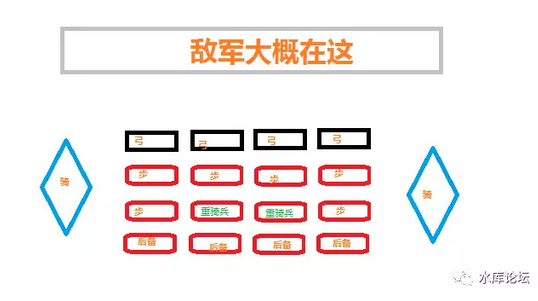 敌军大概在这
弓 弓 弓 弓
步 步 步 步
骑 骑
步 重骑兵 重骑兵 步
后备 后备 后备 后备
水库论坛